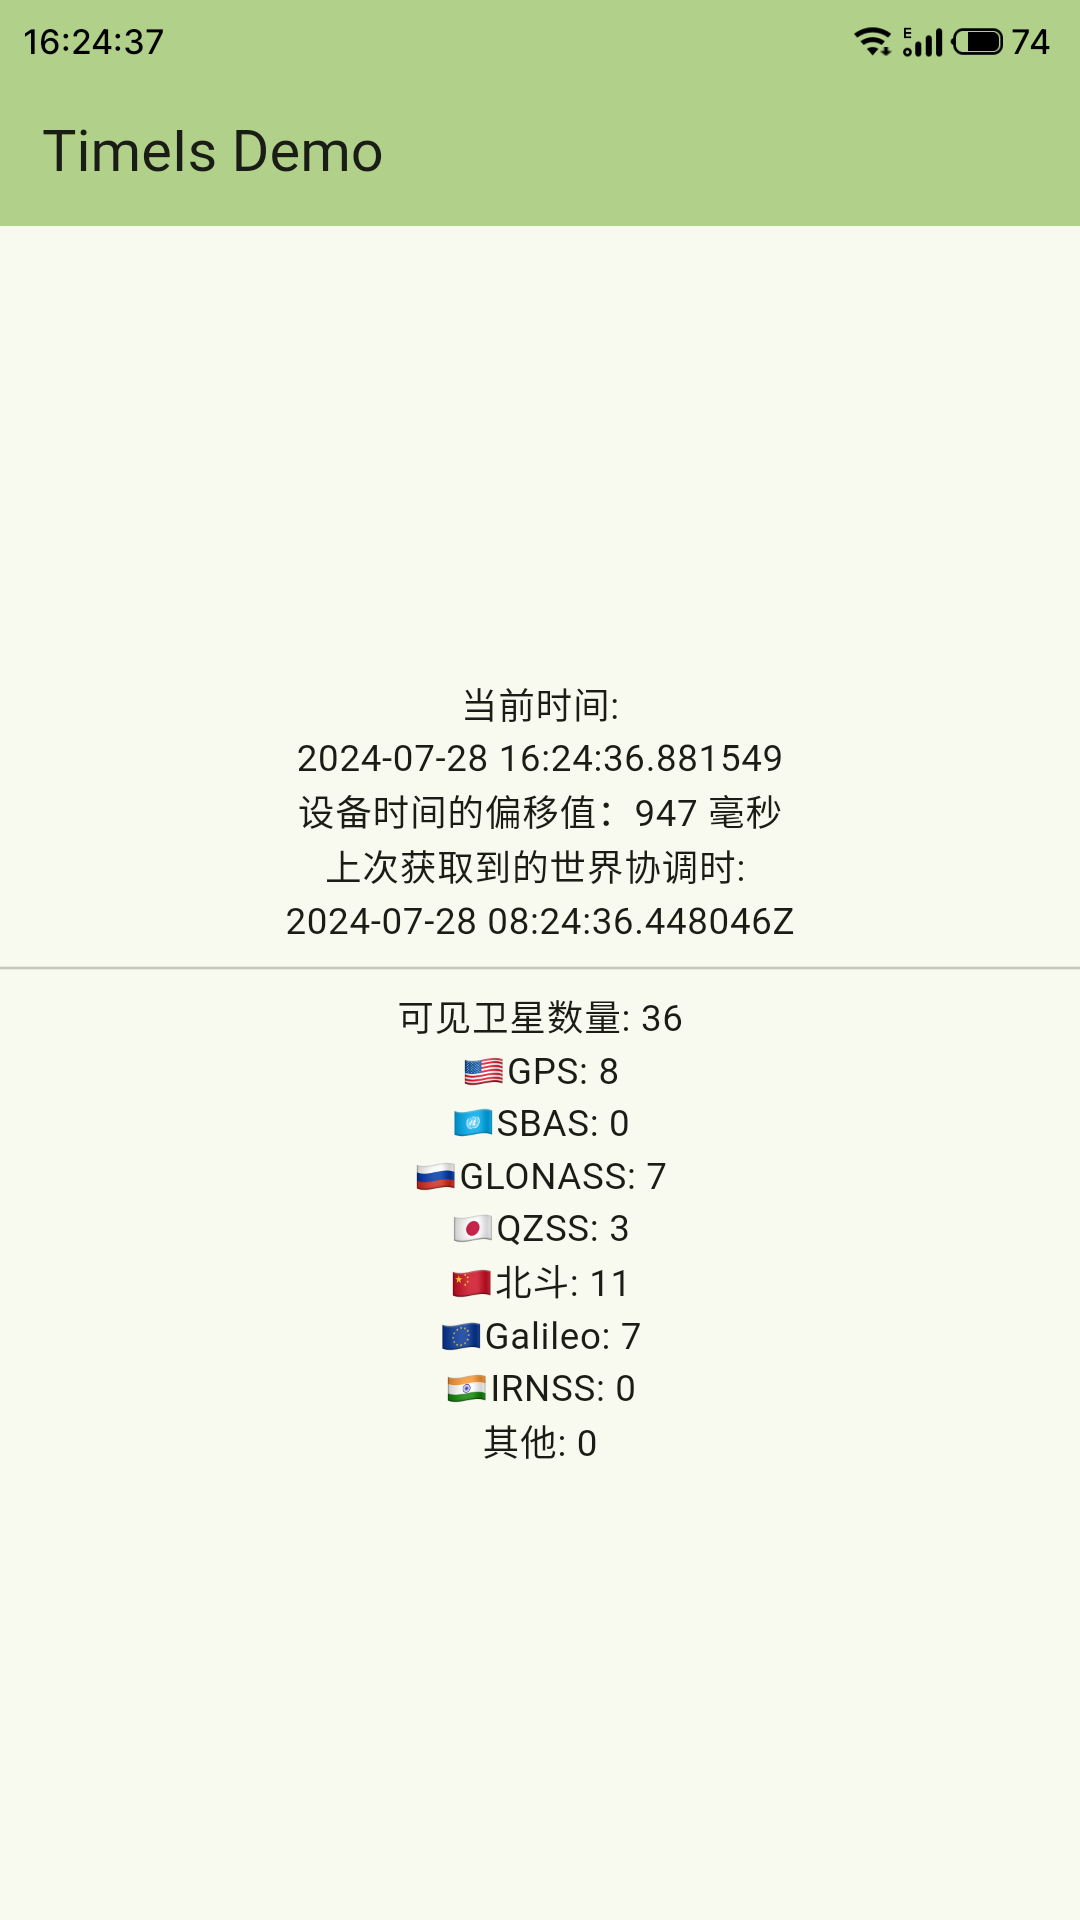 16:24:37
E
74
TimeIs Demo
当前时间:
2024-07-28 16:24:36.881549
设备时间的偏移值：947 毫秒
上次获取到的世界协调时:
2024-07-28 08:24:36.448046Z
可见卫星数量: 36
🇺🇸GPS: 8
🇺🇳SBAS: 0
🇷🇺GLONASS: 7
🇯🇵QZSS: 3
🇨🇳北斗: 11
🇪🇺Galileo: 7
🇮🇳IRNSS: 0
其他: 0